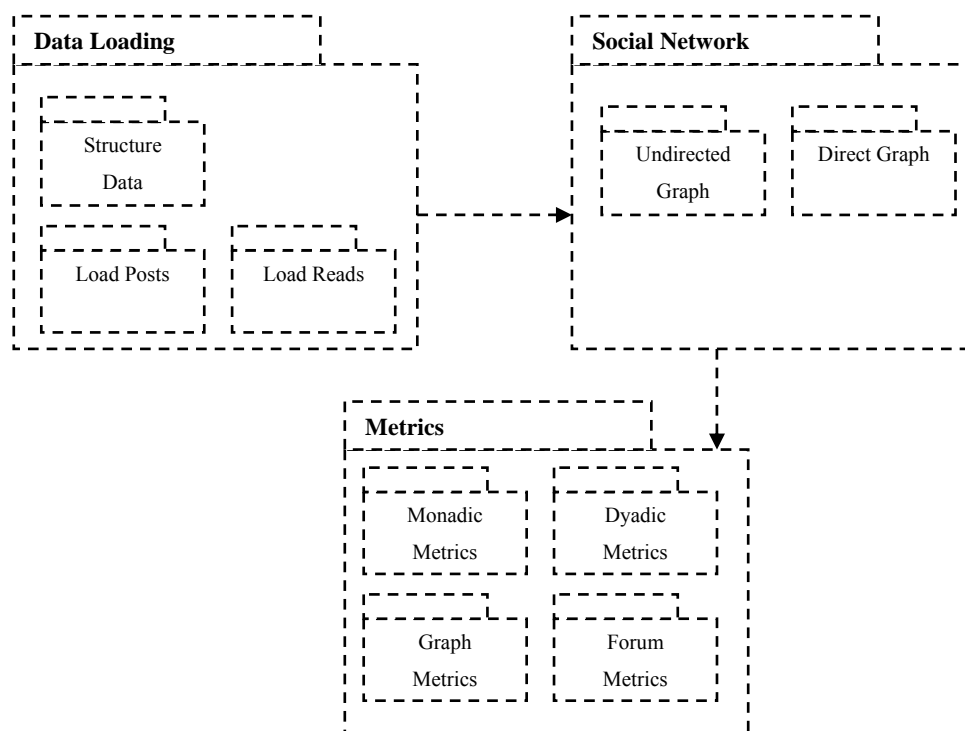 Data Loading
Structure
Data
Load Posts
Load Reads
Social Network
Undirected
Graph
Direct Graph
Metrics
Monadic
Metrics
Dyadic
Metrics
Graph
Metrics
Forum
Metrics